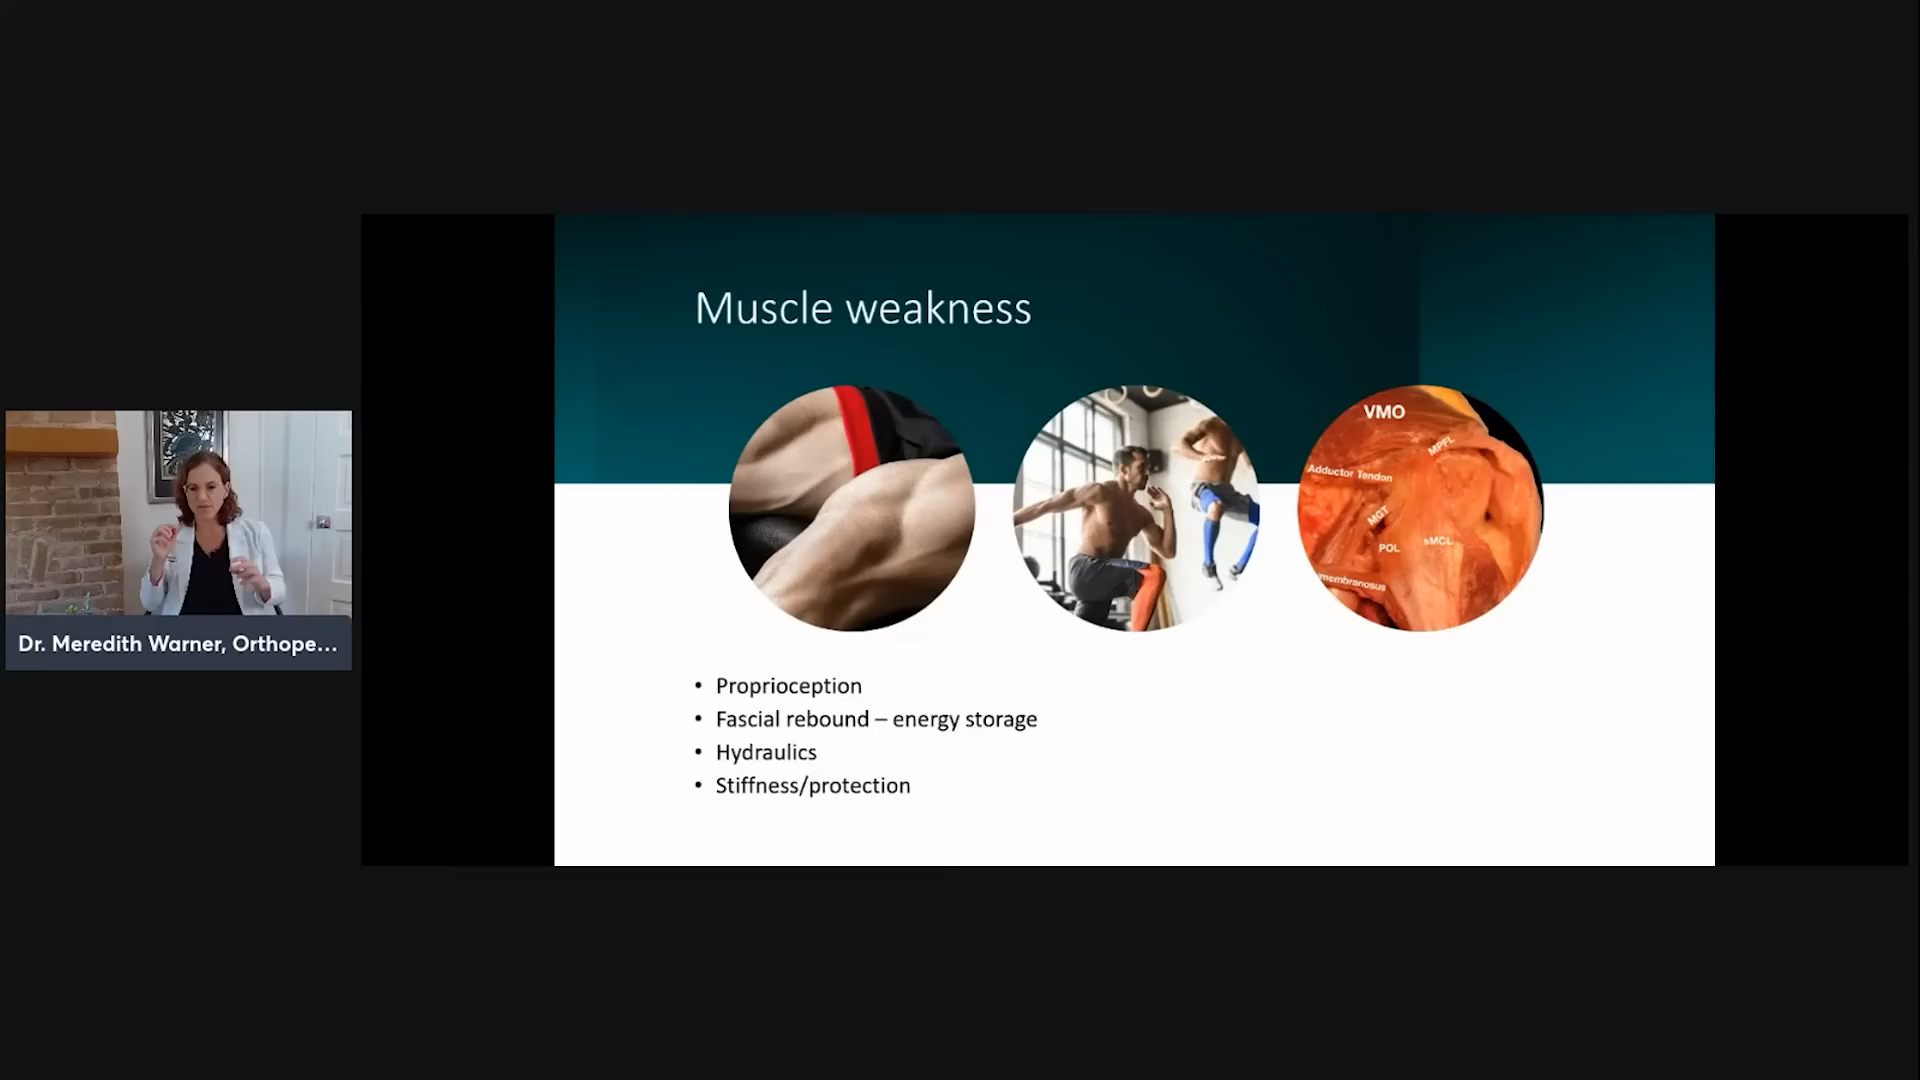 Muscle weakness
VMO
MPFL
Adductor Tendon
MGT
POL
sMCL
membranosus
Dr. Meredith Warner, Orthope...
• Proprioception
• Fascial rebound – energy storage
• Hydraulics
• Stiffness/protection